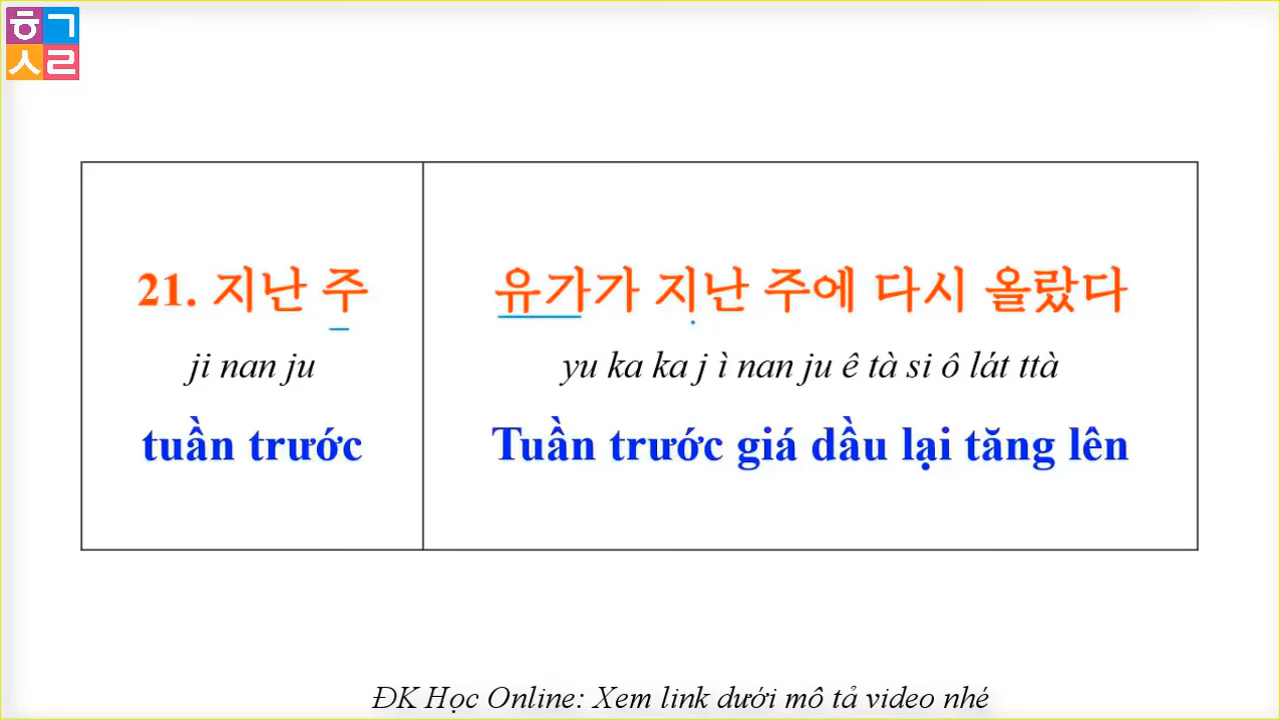 ㅎㄱ
ㅅㄹ
21. 지난 주
ji nan ju
tuần trước
유가가 지난 주에 다시 올랐다
yu ka ka j ì nan ju ê tà si ô lát ttà
Tuần trước giá dầu lại tăng lên
ĐK Học Online: Xem link dưới mô tả video nhé